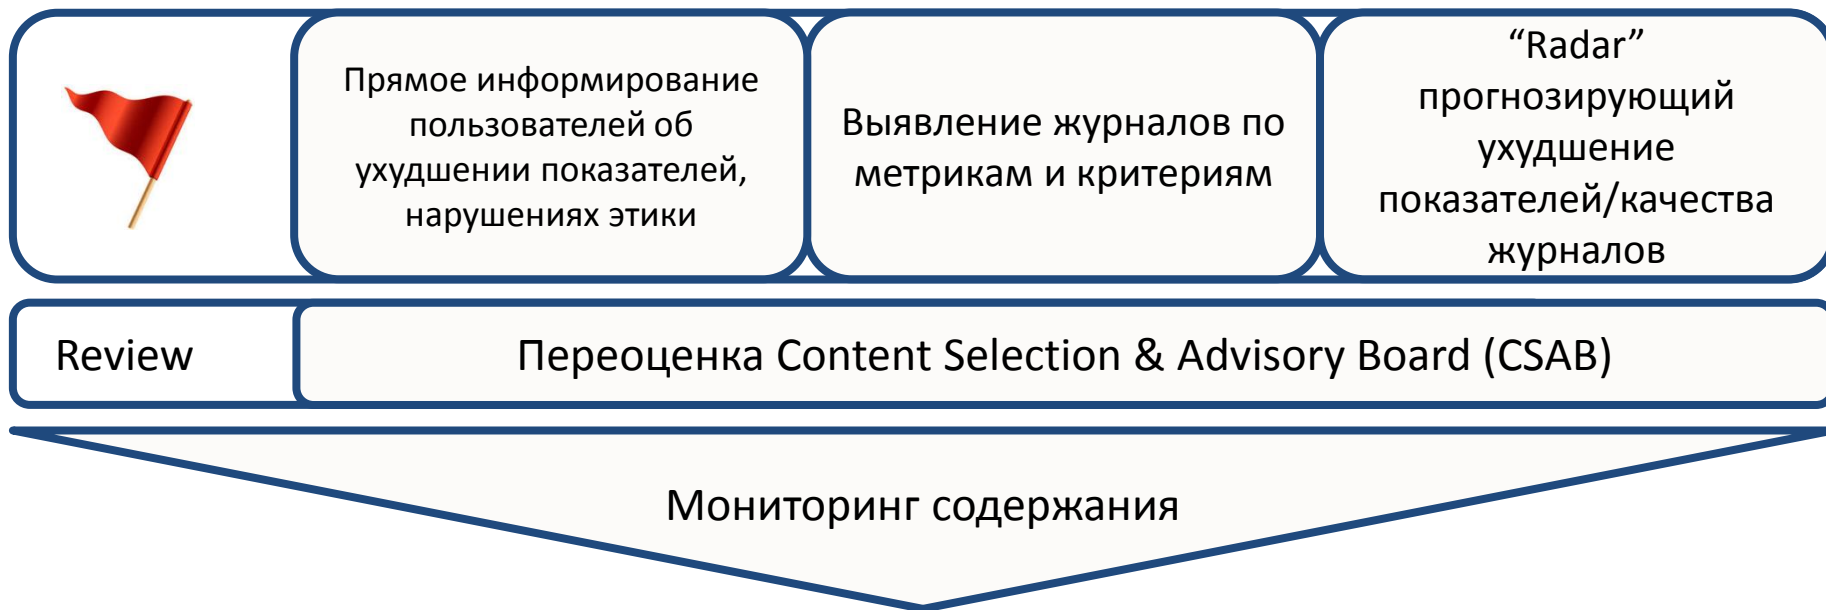 Прямое информирование
пользователей об
ухудшении показателей,
нарушениях этики
Выявление журналов по
метрикам и критериям
“Radar”
прогнозирующий
ухудшение
показателей/качества
журналов
Review
Переоценка Content Selection & Advisory Board (CSAB)
Мониторинг содержания